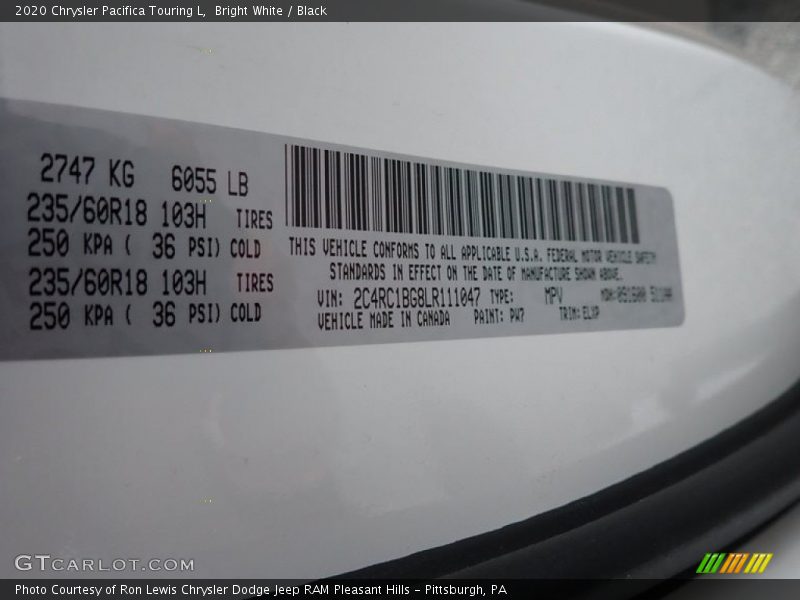 2020 Chrysler Pacifica Touring L, Bright White / Black
2747 KG 6055 LB
235/60R18 103H TIRES
250 KPA ( 36 PSI) COLD
235/60R18 103H TIRES
250 KPA ( 36 PSI) COLD
THIS VEHICLE CONFORMS TO ALL APPLICABLE U.S.A. FEDERAL MOTOR VEHICLE SAFETY
STANDARDS IN EFFECT ON THE DATE OF MANUFACTURE SHOWN ABOVE.
VIN: 2C4RC1BG8LR111047 TYPE: MPV
VEHICLE MADE IN CANADA PAINT: PW7 TRIM: ELXP
GTCARLOT.COM
Photo Courtesy of Ron Lewis Chrysler Dodge Jeep RAM Pleasant Hills - Pittsburgh, PA